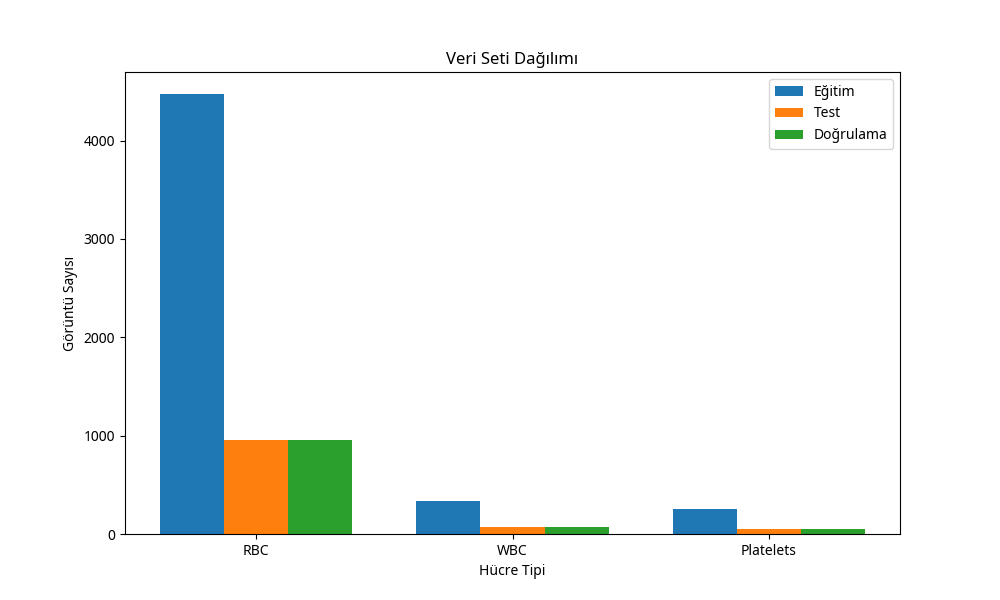 Veri Seti Dağılımı
Eğitim
Test
Doğrulama
Görüntü Sayısı
4000
3000
2000
1000
0
RBC
WBC
Platelets
Hücre Tipi